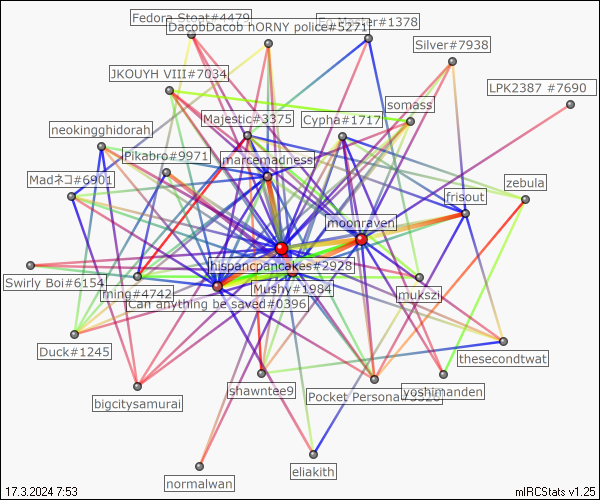 Fedora Stoat#4479
DacobDacob hORNY police#5271
#1378
Silver#7938
JKOUYH VIII#7034
LPK2387 #7690
somass
Majestic#3375
Cypha#1717
neokingghidorah
Pikabro#9971
marcemadness
Madネコ#6901
zebula
frisout
moonraven
hispancpancakes#2928
Swirly Boi#6154
ming#4742
Mushy#1984
mukszi
Can anything be saved#0396
Duck#1245
thesecondtwat
shawntee9
Pocket Persona
yoshimanden
bigcitysamurai
eliakith
normalwan
17.3.2024 7:53
mIRCStats v1.25